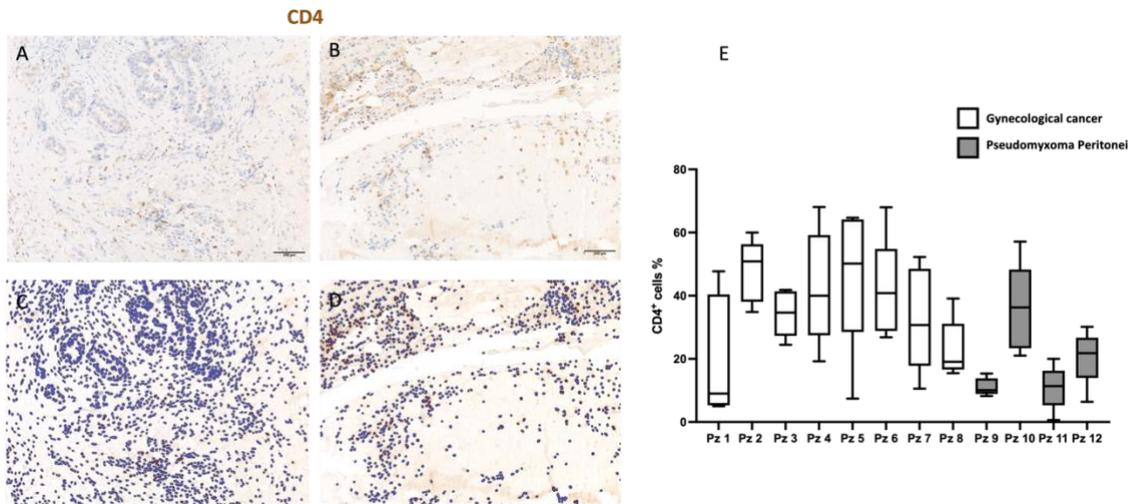 CD4
A
B
E
Gynecological cancer
Pseudomyxoma Peritonei
C
D
CD4+ cells %
80
60
40
20
0
Pz 1 Pz 2 Pz 3 Pz 4 Pz 5 Pz 6 Pz 7 Pz 8 Pz 9 Pz 10 Pz 11 Pz 12